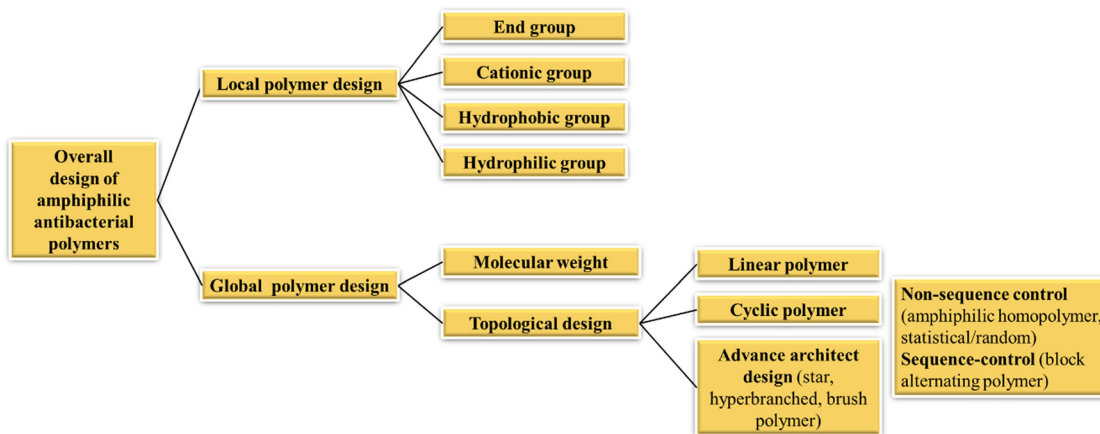 Overall
design of
amphiphilic
antibacterial
polymers
Local polymer design
End group
Cationic group
Hydrophobic group
Hydrophilic group
Global polymer design
Molecular weight
Topological design
Linear polymer
Cyclic polymer
Advance architect
design (star,
hyperbranched, brush
polymer)
Non-sequence control
(amphiphilic homopolymer,
statistical/random)
Sequence-control (block
alternating polymer)